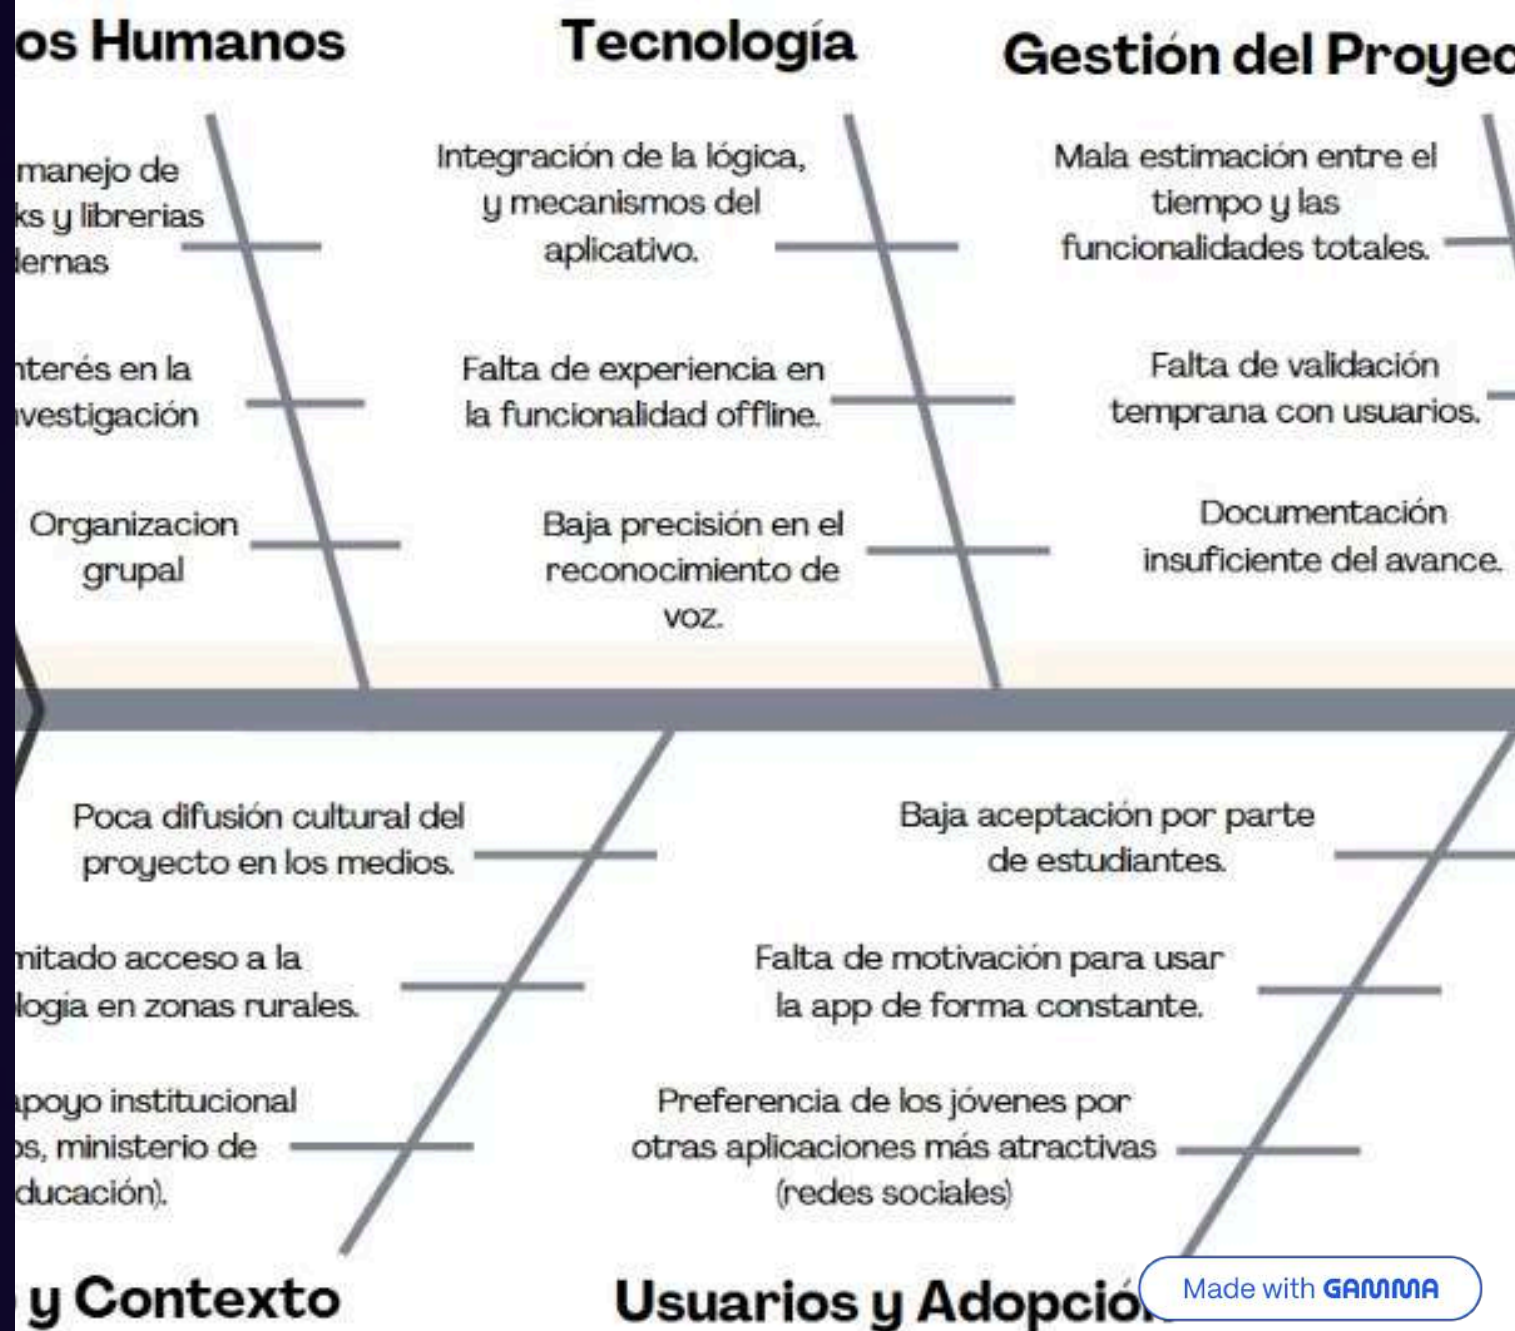 os Humanos
Tecnología
Gestión del Proyec
manejo de
ks y librerias
dernas
Integración de la lógica,
y mecanismos del
aplicativo.
Mala estimación entre el
tiempo y las
funcionalidades totales.
nterés en la
nvestigación
Falta de experiencia en
la funcionalidad offline.
Falta de validación
temprana con usuarios.
Organizacion
grupal
Baja precisión en el
reconocimiento de
voz.
Documentación
insuficiente del avance.
Poca difusión cultural del
proyecto en los medios.
Baja aceptación por parte
de estudiantes.
mitado acceso a la
logia en zonas rurales.
Falta de motivación para usar
la app de forma constante.
apoyo institucional
os, ministerio de
ducación).
Preferencia de los jóvenes por
otras aplicaciones más atractivas
(redes sociales)
y Contexto
Usuarios y Adopción
Made with GAMMA